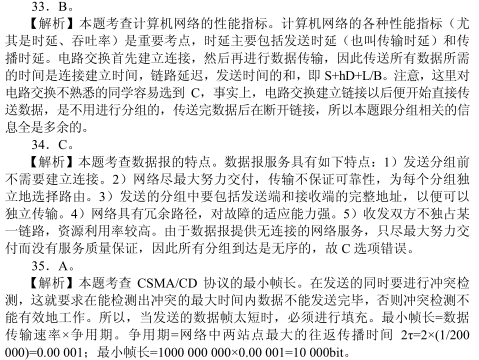 33．B。
【解析】本题考查计算机网络的性能指标。计算机网络的各种性能指标（尤
其是时延、吞吐率）是重要考点，时延主要包括发送时延（也叫传输时延）和传
播时延。电路交换首先建立连接，然后再进行数据传输，因此传送所有数据所需
的时间是连接建立时间，链路延迟，发送时间的和，即 S+hD+L/B。注意，这里对
电路交换不熟悉的同学容易选到 C，事实上，电路交换建立链接以后便开始直接传
送数据，是不用进行分组的，传送完数据后在断开链接，所以本题跟分组相关的信
息全是多余的。
34．C。
【解析】本题考查数据报的特点。数据报服务具有如下特点：1）发送分组前
不需要建立连接。2）网络尽最大努力交付，传输不保证可靠性，为每个分组独
立地选择路由。3）发送的分组中要包括发送端和接收端的完整地址，以便可以
独立传输。4）网络具有冗余路径，对故障的适应能力强。5）收发双方不独占某
一链路，资源利用率较高。由于数据报提供无连接的网络服务，只尽最大努力交
付而没有服务质量保证，因此所有分组到达是无序的，故 C 选项错误。
35．A。
【解析】本题考查 CSMA/CD 协议的最小帧长。在发送的同时要进行冲突检
测，这就要求在能检测出冲突的最大时间内数据不能发送完毕，否则冲突检测不
能有效地工作。所以，当发送的数据帧太短时，必须进行填充。最小帧长=数据
传输速率×争用期。争用期=网络中两站点最大的往返传播时间 2τ=2×(1/200
000)=0.00 001；最小帧长=1000 000 000×0.00 001=10 000bit。